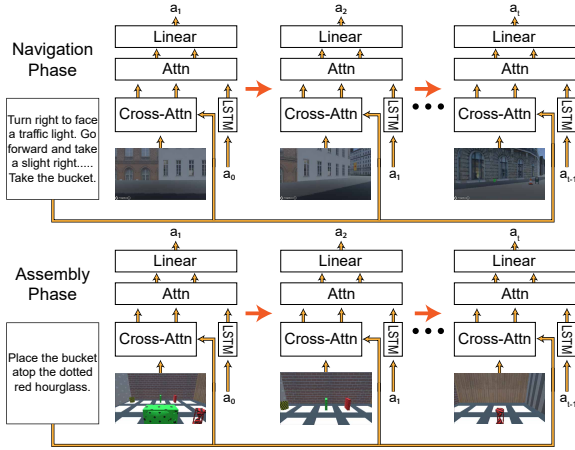 a1 a2 at
Linear Linear Linear
Navigation
Phase
Attn Attn Attn
Turn right to face
a traffic light. Go
forward and take
a slight right.....
Take the bucket.
Cross-Attn LSTM Cross-Attn LSTM Cross-Attn LSTM
a0 a1 at-1
a1 a2 at
Linear Linear Linear
Assembly
Phase
Attn Attn Attn
Place the bucket
atop the dotted
red hourglass.
Cross-Attn LSTM Cross-Attn LSTM Cross-Attn LSTM
a0 a1 at-1